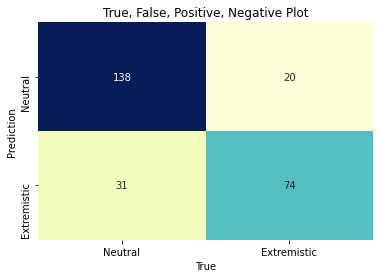 True, False, Positive, Negative Plot
Neutral
138
20
Prediction
Extremistic
31
74
Neutral
Extremistic
True